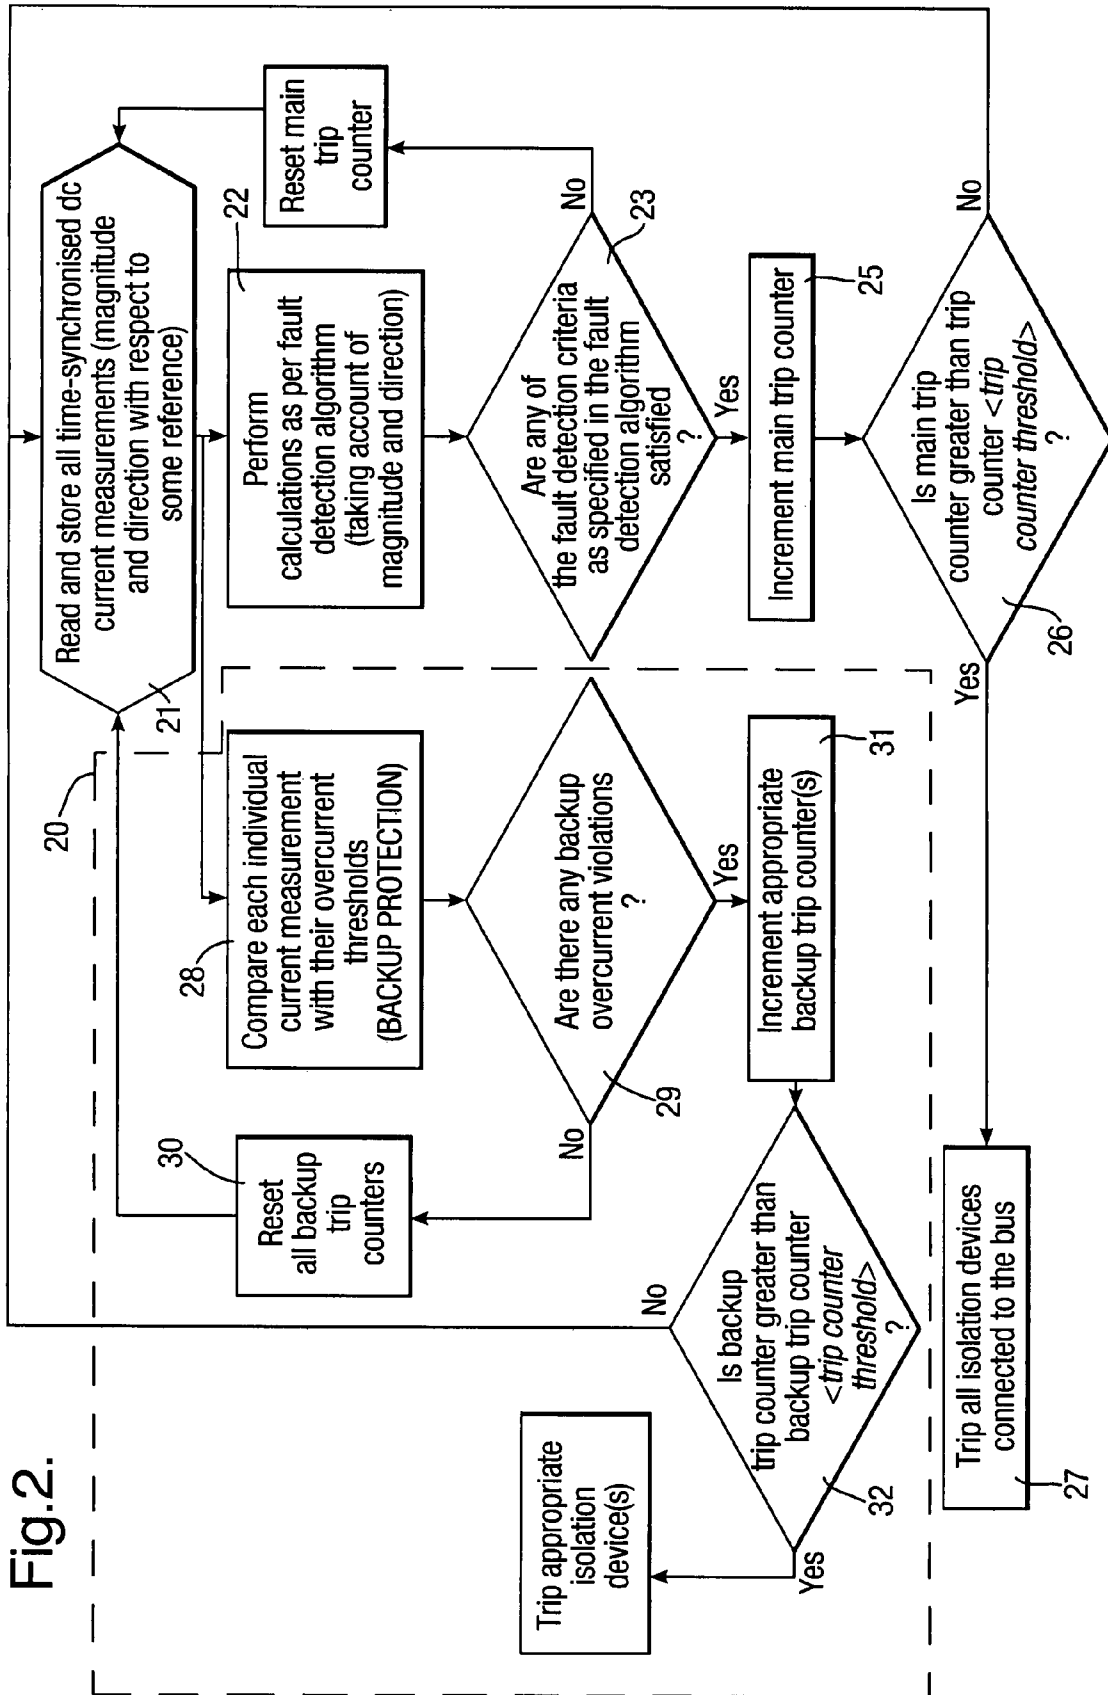 Fig.2.
20
Read and store all time-synchronised dc
current measurements (magnitude
and direction with respect to
some reference)
21
Reset main
trip
counter
22
Perform
calculations as per fault
detection algorithm
(taking account of
magnitude and direction)
28
Compare each individual
current measurement
with their overcurrent
thresholds
(BACKUP PROTECTION)
30
Reset
all backup
trip
counters
23
Are any of
the fault detection criteria
as specified in the fault
detection algorithm
satisfied
?
No
Yes
29
Are there any backup
overcurrent violations
?
No
Yes
25
Increment main trip counter
31
Increment appropriate
backup trip counter(s)
32
Is backup
trip counter greater than
backup trip counter
<trip counter
threshold>
?
No
Yes
Trip appropriate
isolation
device(s)
26
Is main trip
counter greater than trip
counter <trip
counter threshold>
?
No
Yes
27
Trip all isolation devices
connected to the bus